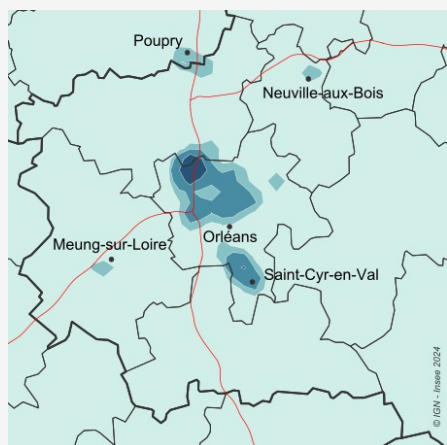 Poupry
Neuville-aux-Bois
Orléans
Meung-sur-Loire
Saint-Cyr-en-Val
© IGN - Insee 2024